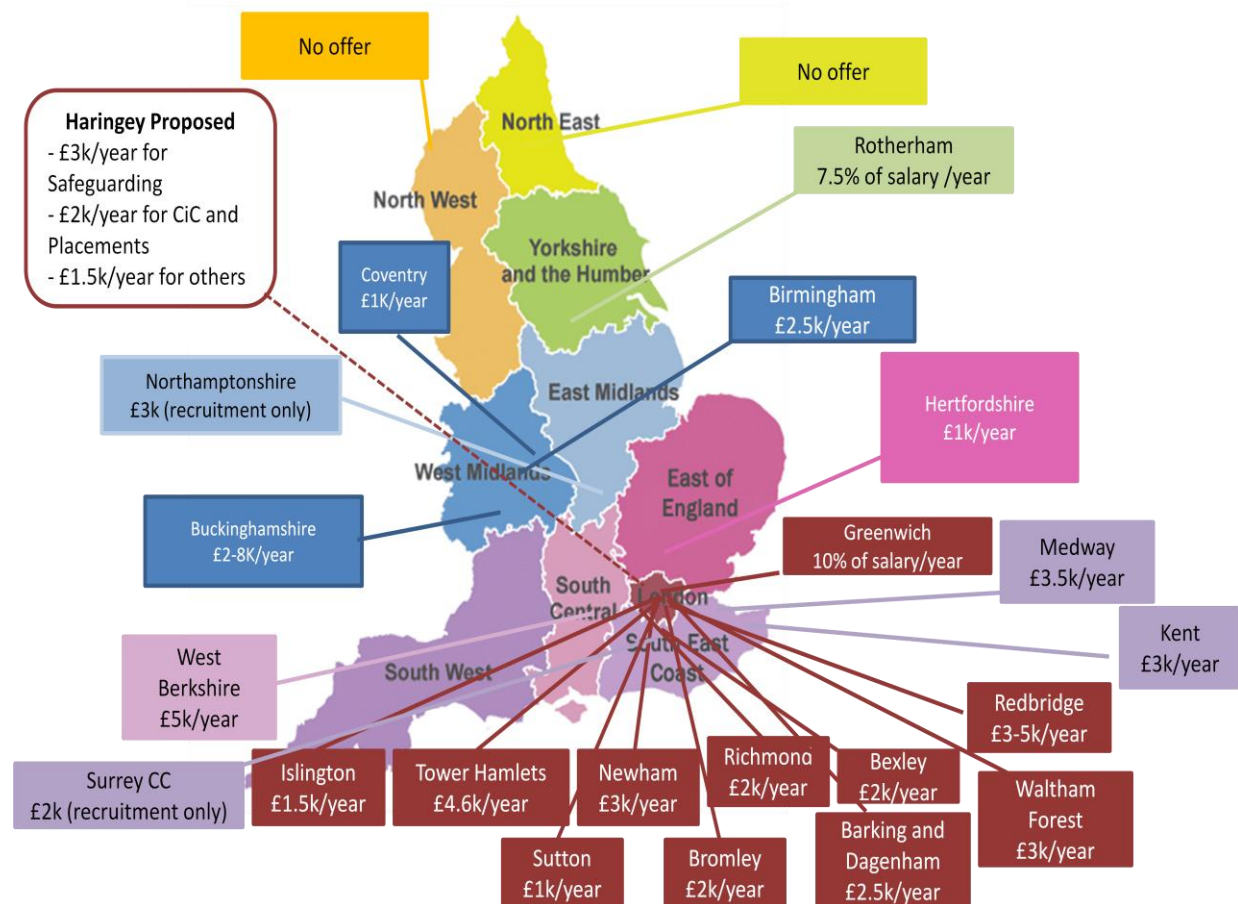 No offer
No offer
Haringey Proposed
- £3k/year for
Safeguarding
- £2k/year for CiC and
Placements
- £1.5k/year for others
North East
Rotherham
7.5% of salary /year
North West
Yorkshire
and the Humber
Coventry
£1K/year
Birmingham
£2.5k/year
Northamptonshire
£3k (recruitment only)
East Midlands
Hertfordshire
£1k/year
West Midlands
East of
England
Buckinghamshire
£2-8K/year
Greenwich
10% of salary/year
Medway
£3.5k/year
South
Central
London
South East
Coast
Kent
£3k/year
West
Berkshire
£5k/year
South West
Redbridge
£3-5k/year
Surrey CC
£2k (recruitment only)
Islington
£1.5k/year
Tower Hamlets
£4.6k/year
Newham
£3k/year
Richmond
£2k/year
Bexley
£2k/year
Waltham
Forest
£3k/year
Sutton
£1k/year
Bromley
£2k/year
Barking and
Dagenham
£2.5k/year